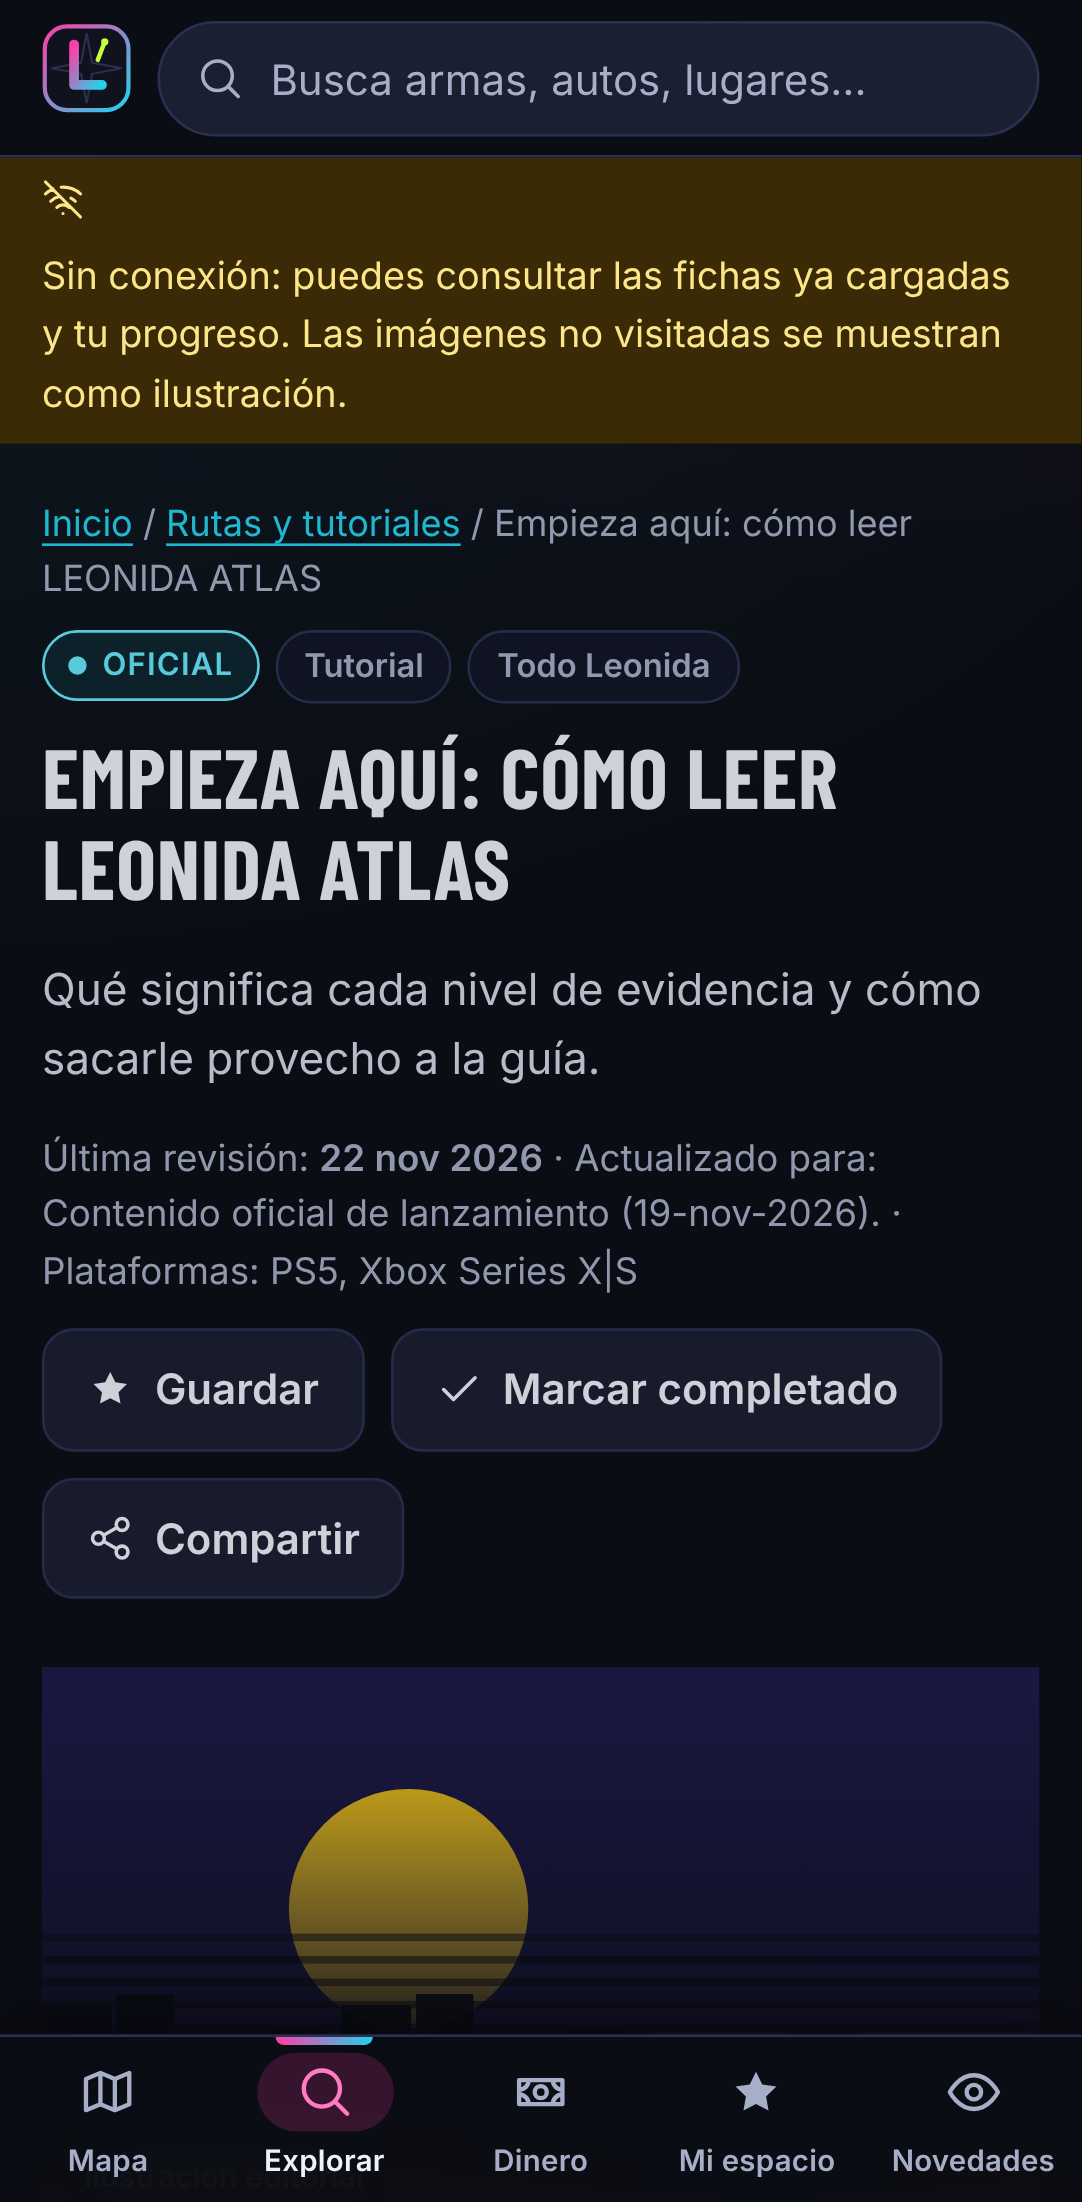 Busca armas, autos, lugares...
Sin conexión: puedes consultar las fichas ya cargadas
y tu progreso. Las imágenes no visitadas se muestran
como ilustración.
Inicio / Rutas y tutoriales / Empieza aquí: cómo leer
LEONIDA ATLAS
OFICIAL Tutorial Todo Leonida
EMPIEZA AQUÍ: CÓMO LEER
LEONIDA ATLAS
Qué significa cada nivel de evidencia y cómo
sacarle provecho a la guía.
Última revisión: 22 nov 2026 · Actualizado para:
Contenido oficial de lanzamiento (19-nov-2026). ·
Plataformas: PS5, Xbox Series X|S
Guardar Marcar completado
Compartir
Mapa Explorar Dinero Mi espacio Novedades
Ilustración editorial